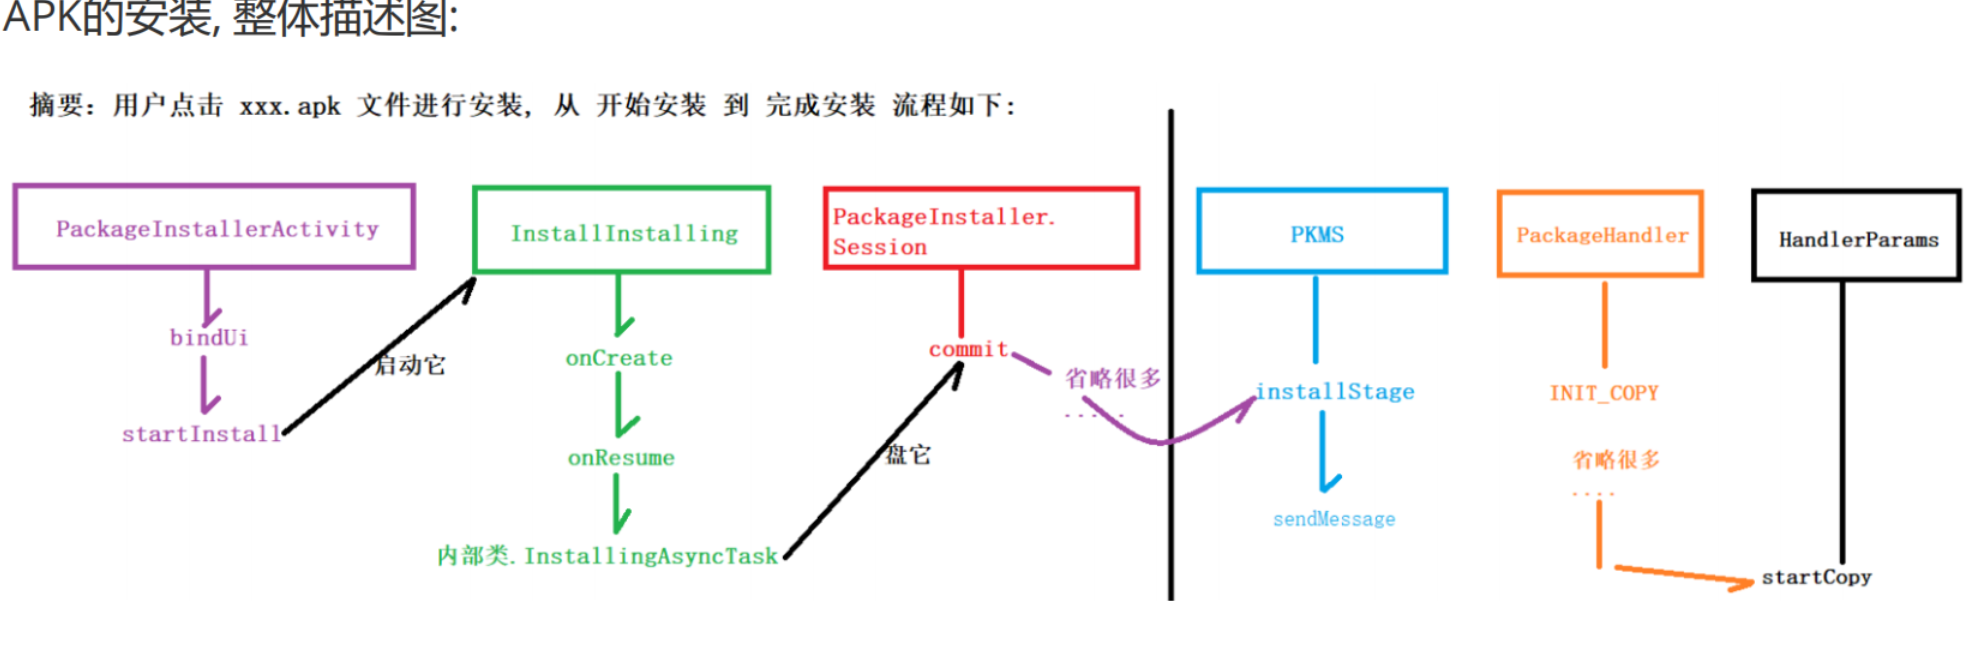 APK的安装, 整体描述图:
摘要: 用户点击 xxx.apk 文件进行安装, 从 开始安装 到 完成安装 流程如下:
PackageInstallerActivity
bindUi
startInstall
启动它
InstallInstalling
onCreate
onResume
内部类.InstallingAsyncTask
盘它
PackageInstaller.
Session
commit
省略很多
.....
PKMS
installStage
sendMessage
PackageHandler
INIT_COPY
省略很多
....
HandlerParams
startCopy